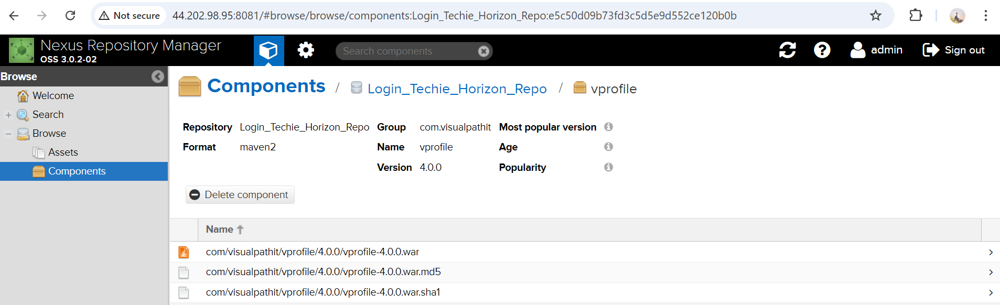 Not secure 44.202.98.95:8081/#browse/browse/components:Login_Techie_Horizon_Repo:e5c50d09b73fd3c5d5e9d552ce120b0b
Nexus Repository Manager
OSS 3.0.2-02
Search components
admin
Sign out
Browse
Welcome
Search
Browse
Assets
Components
Components / Login_Techie_Horizon_Repo / vprofile
Repository Login_Techie_Horizon_Repo Group com.visualpathit Most popular version
Format maven2 Name vprofile Age
Version 4.0.0 Popularity
Delete component
Name
com/visualpathit/vprofile/4.0.0/vprofile-4.0.0.war
com/visualpathit/vprofile/4.0.0/vprofile-4.0.0.war.md5
com/visualpathit/vprofile/4.0.0/vprofile-4.0.0.war.sha1